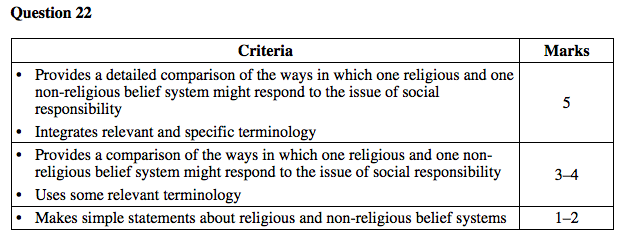 Question 22
Criteria
Marks
• Provides a detailed comparison of the ways in which one religious and one
non-religious belief system might respond to the issue of social
responsibility
• Integrates relevant and specific terminology
5
• Provides a comparison of the ways in which one religious and one non-
religious belief system might respond to the issue of social responsibility
• Uses some relevant terminology
3–4
• Makes simple statements about religious and non-religious belief systems
1–2